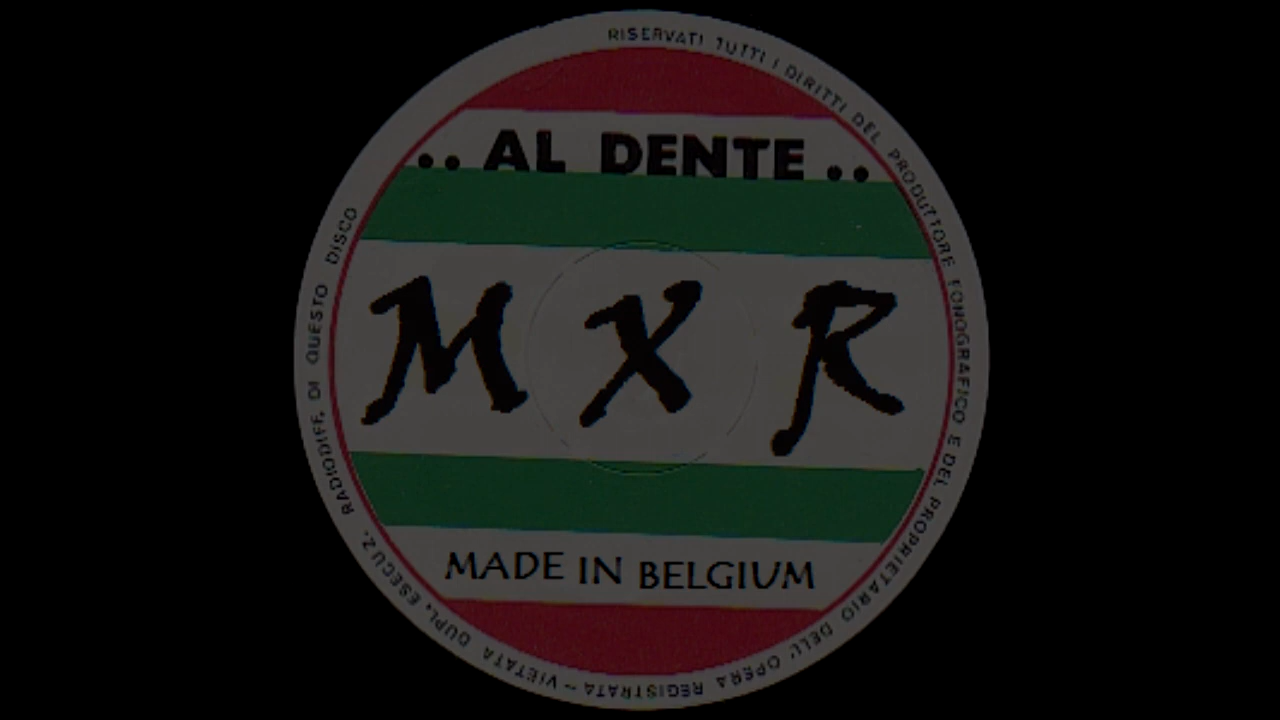 RISERVATI TUTTI I DIRITTI DEL PRODUTTORE FONOGRAFICO E DEL PROPRIETARIO DELL' OPERA REGISTRATA – VIETATA DUPL. ESECUZ. RADIODIFF. DI QUESTO DISCO
.. AL DENTE ..
M X R
MADE IN BELGIUM